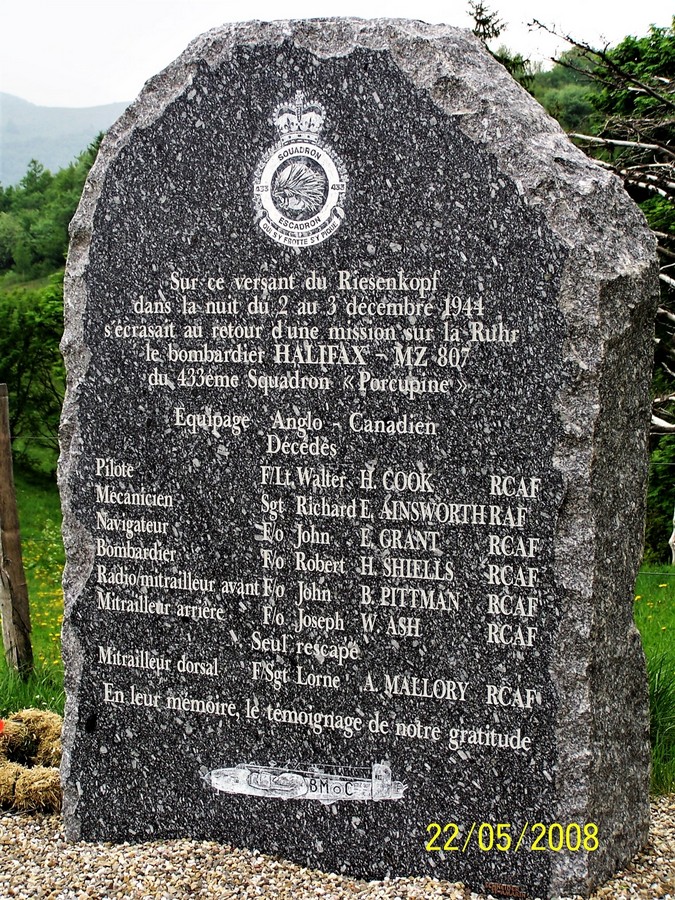 SQUADRON
433 433
ESCADRON
QUI S'Y FROTTE S'Y PIQUE
Sur ce versant du Riesenkopf
dans la nuit du 2 au 3 décembre 1944
s'écrasait au retour d'une mission sur la Ruhr
le bombardier HALIFAX - MZ 807
du 433ème Squadron «Porcupine»
Equipage Anglo - Canadien
Décédés
Pilote F/Lt. Walter H. COOK RCAF
Mécanicien Sgt Richard E. AINSWORTH RAF
Navigateur F/o John E. GRANT RCAF
Bombardier F/o Robert H. SHIELLS RCAF
Radio/mitrailleur avant F/o John B. PITTMAN RCAF
Mitrailleur arrière F/o Joseph W. ASH RCAF
Seul rescapé
Mitrailleur dorsal F/Sgt Lorne A. MALLORY RCAF
En leur mémoire, le témoignage de notre gratitude
BM C
22/05/2008